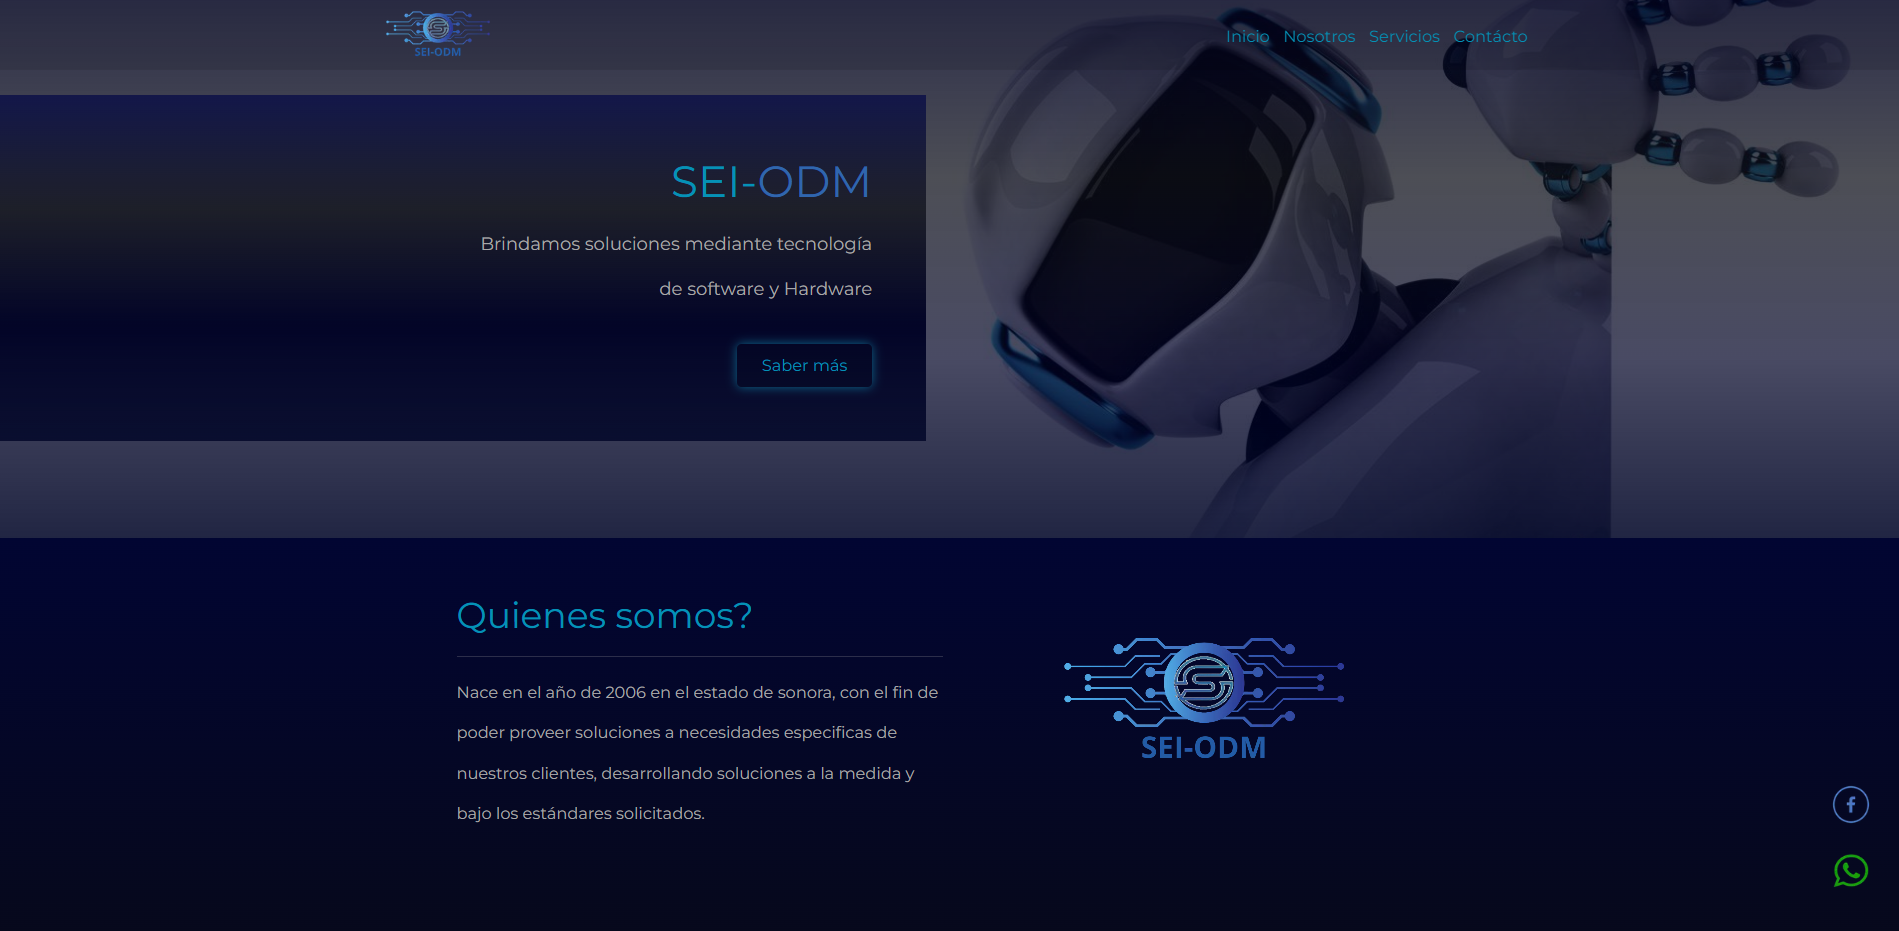 SEI-ODM
Inicio Nosotros Servicios Contácto
SEI-ODM
Brindamos soluciones mediante tecnología
de software y Hardware
Saber más
Quienes somos?
Nace en el año de 2006 en el estado de sonora, con el fin de
poder proveer soluciones a necesidades especificas de
nuestros clientes, desarrollando soluciones a la medida y
bajo los estándares solicitados.
SEI-ODM